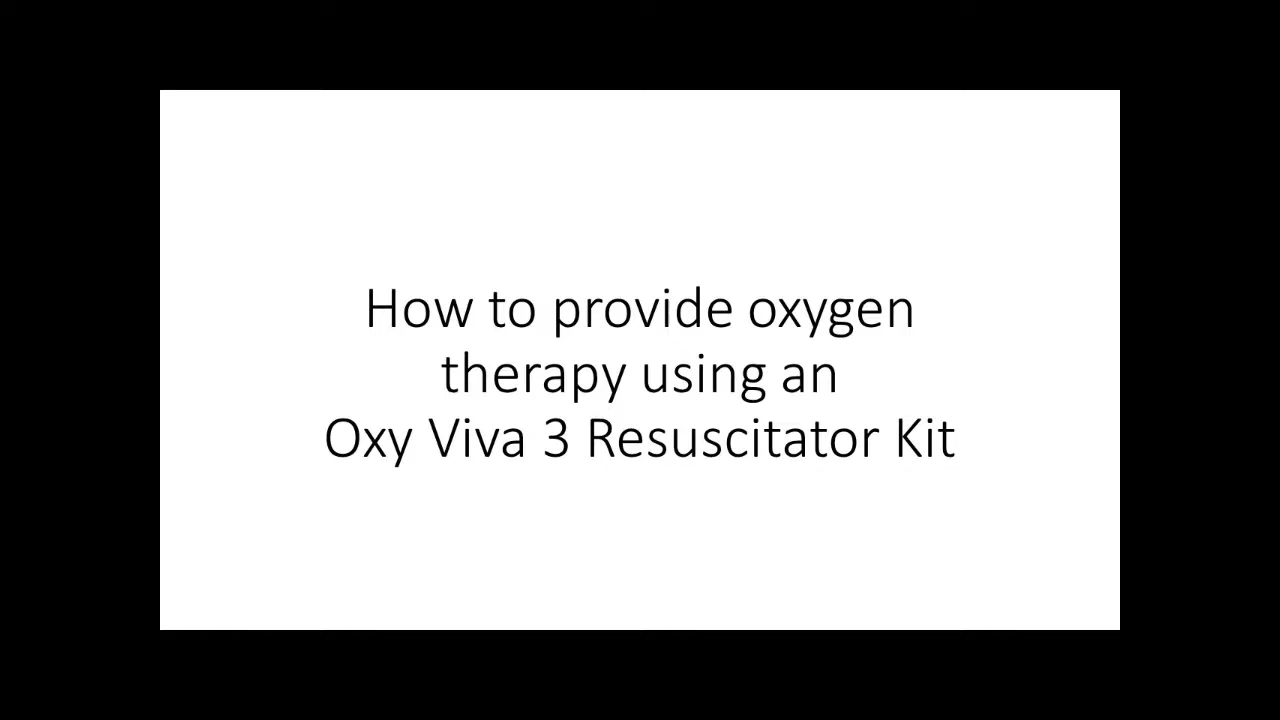 How to provide oxygen
therapy using an
Oxy Viva 3 Resuscitator Kit